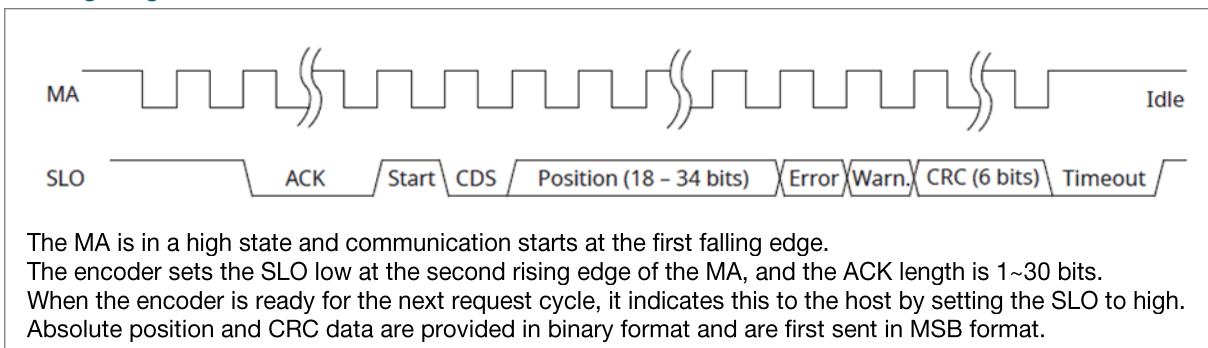 MA
Idle
SLO
ACK
Start
CDS
Position (18 – 34 bits)
Error
Warn.
CRC (6 bits)
Timeout
The MA is in a high state and communication starts at the first falling edge.
The encoder sets the SLO low at the second rising edge of the MA, and the ACK length is 1~30 bits.
When the encoder is ready for the next request cycle, it indicates this to the host by setting the SLO to high.
Absolute position and CRC data are provided in binary format and are first sent in MSB format.